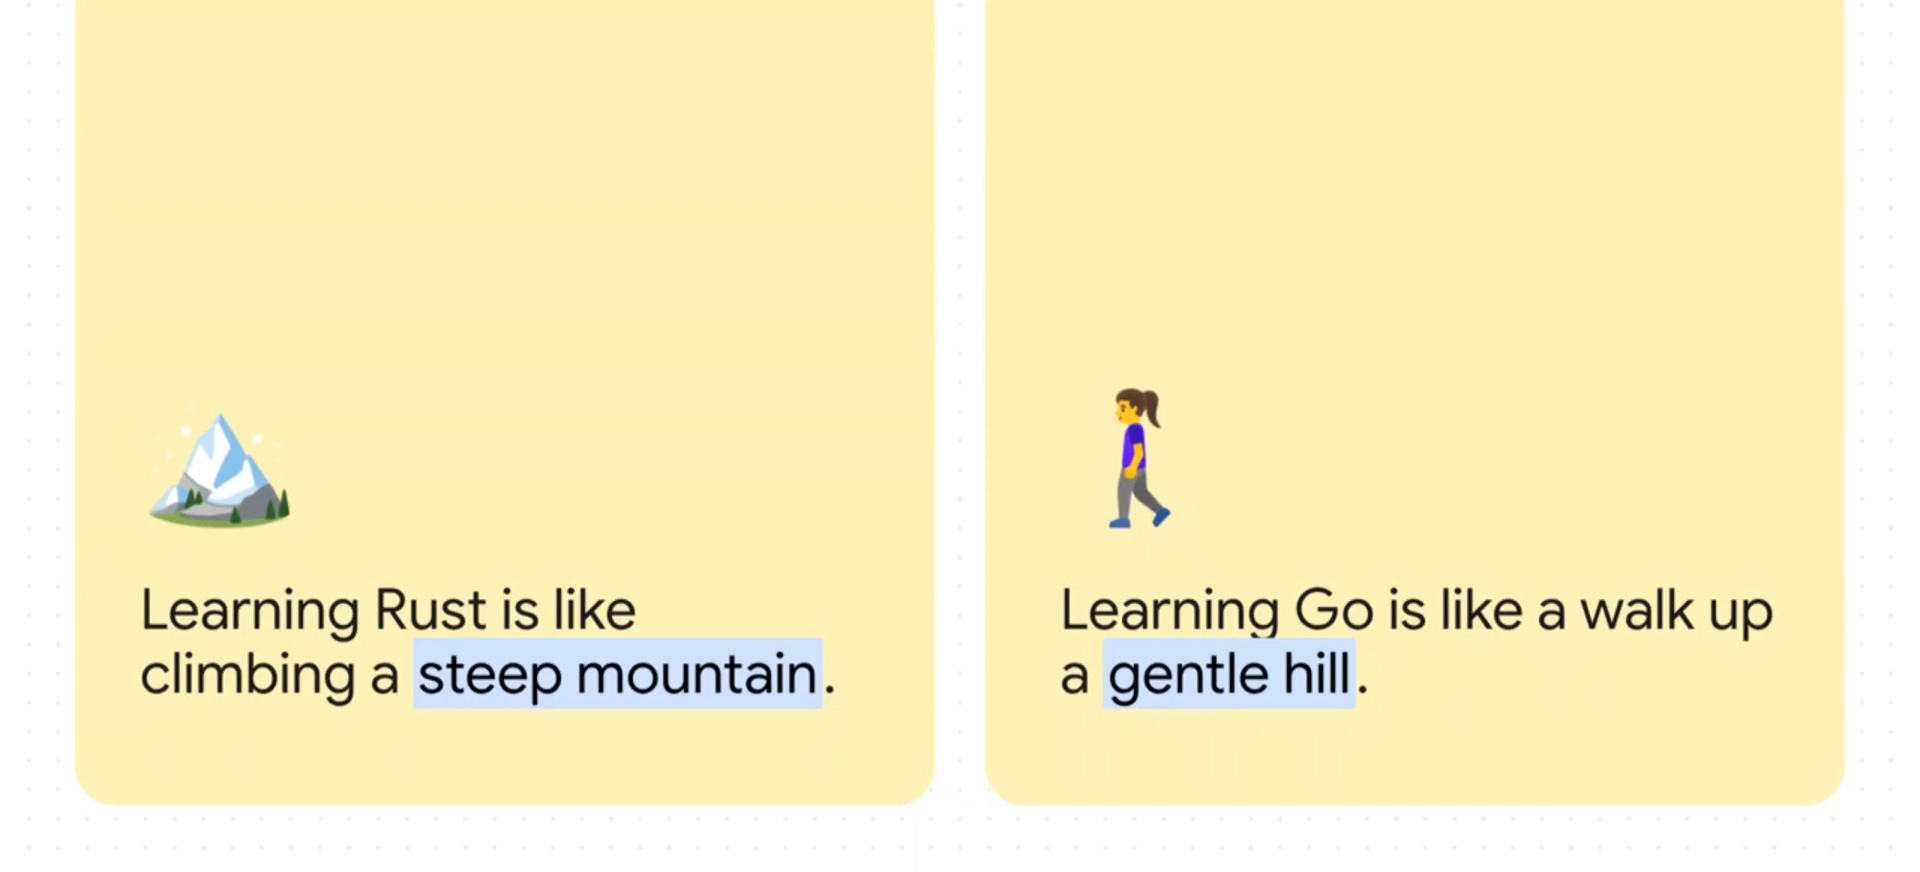 Learning Rust is like
climbing a steep mountain.
Learning Go is like a walk up
a gentle hill.